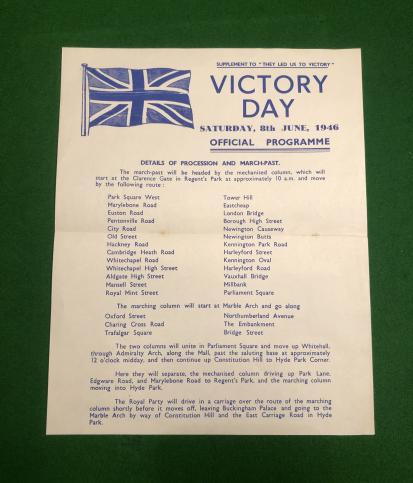 SUPPLEMENT TO "THEY LED US TO VICTORY"
VICTORY
DAY
SATURDAY, 8th JUNE, 1946
OFFICIAL PROGRAMME
DETAILS OF PROCESSION AND MARCH-PAST.
The march-past will be headed by the mechanised column, which will
start at the Clarence Gate in Regent's Park at approximately 10 a.m. and move
by the following route :
Park Square West
Marylebone Road
Euston Road
Pentonville Road
City Road
Old Street
Hackney Road
Cambridge Heath Road
Whitechapel Road
Whitechapel High Street
Aldgate High Street
Mansell Street
Royal Mint Street
Tower Hill
Eastcheap
London Bridge
Borough High Street
Newington Causeway
Newington Butts
Kennington Park Road
Harleyford Street
Kennington Oval
Harleyford Road
Vauxhall Bridge
Millbank
Parliament Square
The marching column will start at Marble Arch and go along
Oxford Street
Charing Cross Road
Trafalgar Square
Northumberland Avenue
The Embankment
Bridge Street
The two columns will unite in Parliament Square and move up Whitehall,
through Admiralty Arch, along the Mall, past the saluting base at approximately
12 o'clock midday, and then continue up Constitution Hill to Hyde Park Corner.
Here they will separate, the mechanised column driving up Park Lane,
Edgware Road, and Marylebone Road to Regent's Park, and the marching column
moving into Hyde Park.
The Royal Party will drive in a carriage over the route of the marching
column shortly before it moves off, leaving Buckingham Palace and going to the
Marble Arch by way of Constitution Hill and the East Carriage Road in Hyde
Park.